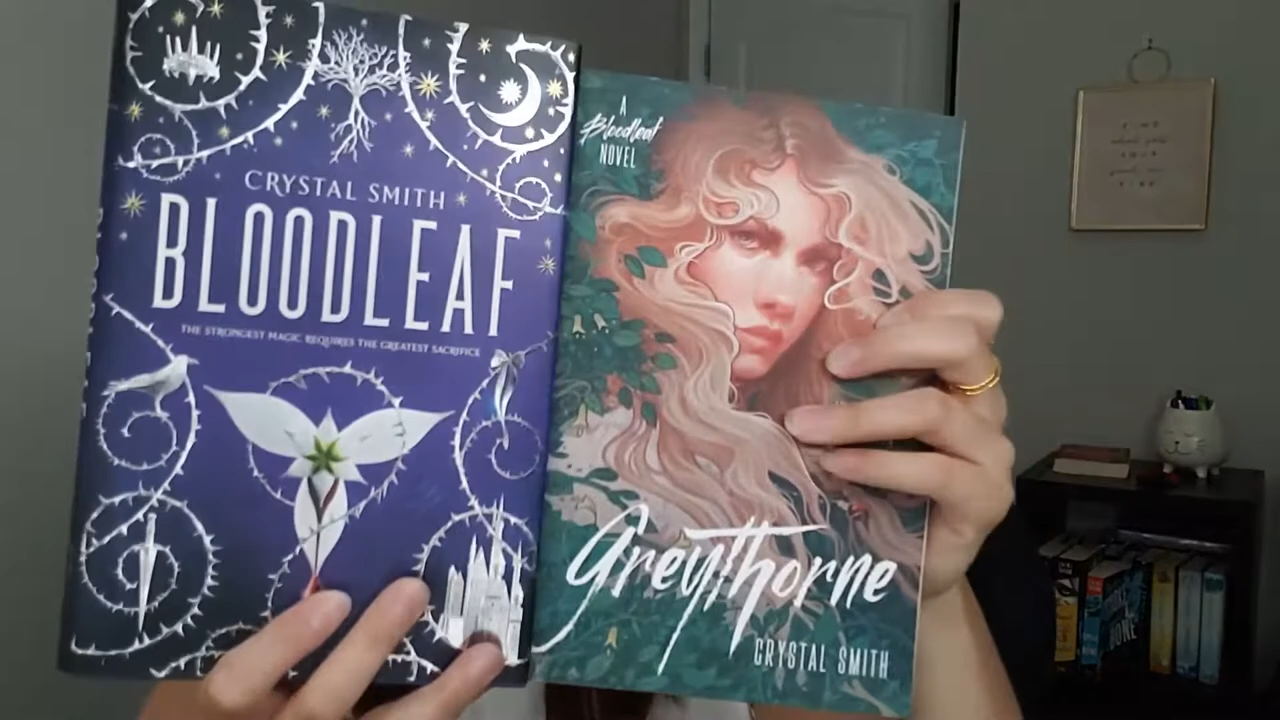 CRYSTAL SMITH
BLOODLEAF
THE STRONGEST MAGIC REQUIRES THE GREATEST SACRIFICE
A
Bloodleaf
NOVEL
Greythorne
CRYSTAL SMITH